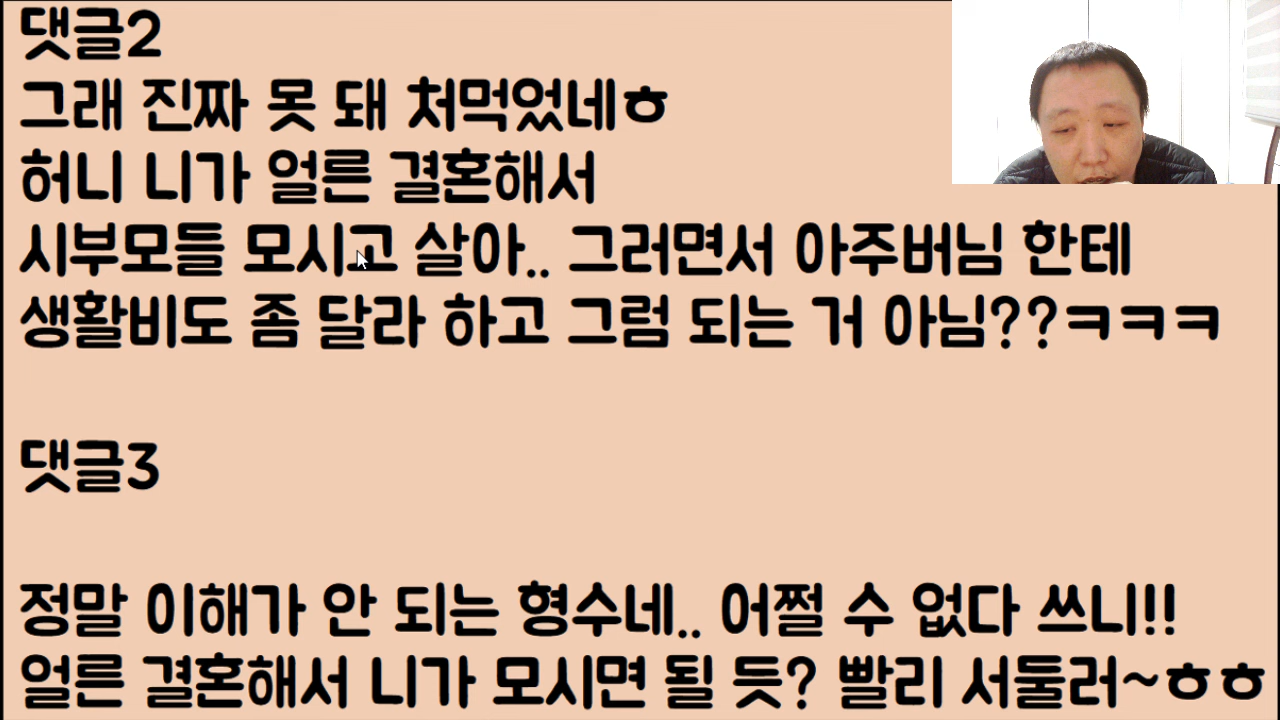 댓글2
그래 진짜 못 돼 처먹었네ㅎ
허니 니가 얼른 결혼해서
시부모들 모시고 살아.. 그러면서 아주버님 한테
생활비도 좀 달라 하고 그럼 되는 거 아님??ㅋㅋㅋ
댓글3
정말 이해가 안 되는 형수네.. 어쩔 수 없다 쓰니!!
얼른 결혼해서 니가 모시면 될 듯? 빨리 서둘러~ㅎㅎ